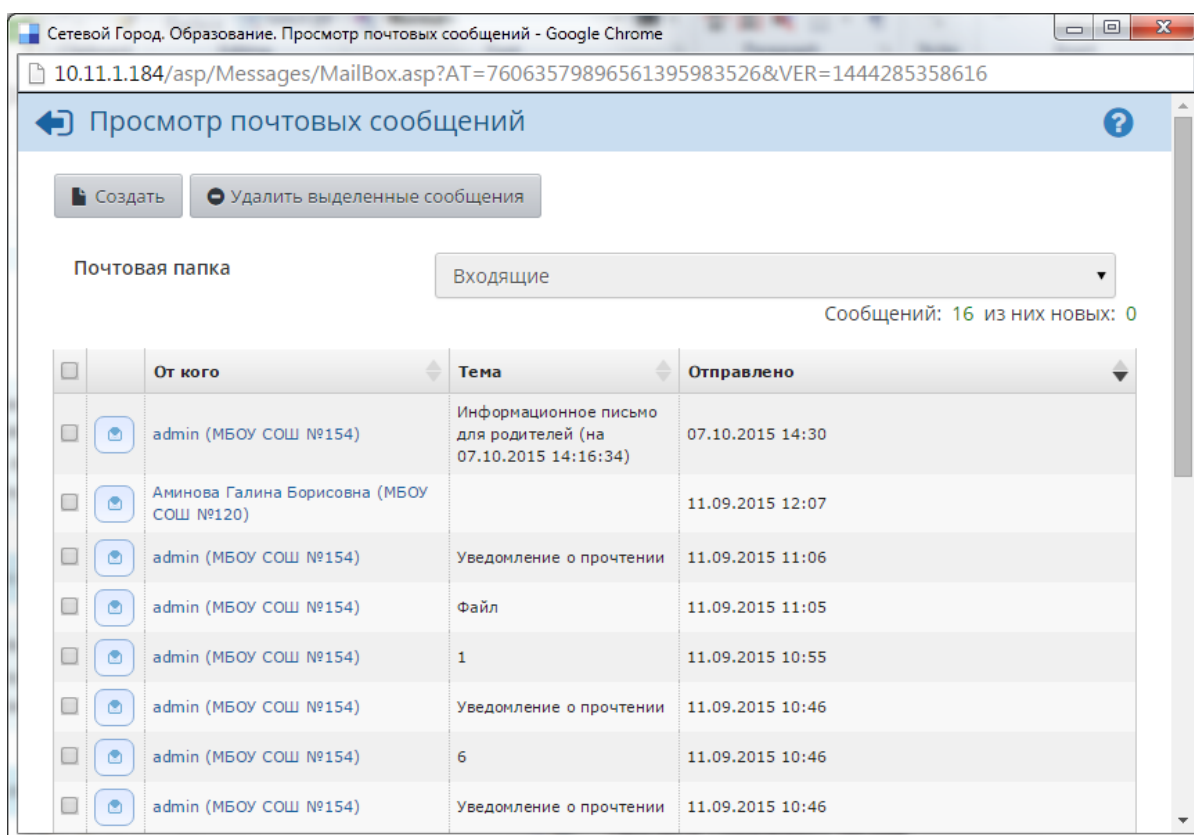 Сетевой Город. Образование. Просмотр почтовых сообщений - Google Chrome
10.11.1.184/asp/Messages/MailBox.asp?AT=76063579896561395983526&VER=1444285358616
Просмотр почтовых сообщений
Создать
Удалить выделенные сообщения
Почтовая папка
Входящие
Сообщений: 16 из них новых: 0
От кого Тема Отправлено
admin (МБОУ СОШ №154)
Информационное письмо
для родителей (на
07.10.2015 14:16:34)
07.10.2015 14:30
Аминова Галина Борисовна (МБОУ
СОШ №120)
11.09.2015 12:07
admin (МБОУ СОШ №154) Уведомление о прочтении 11.09.2015 11:06
admin (МБОУ СОШ №154) Файл 11.09.2015 11:05
admin (МБОУ СОШ №154) 1 11.09.2015 10:55
admin (МБОУ СОШ №154) Уведомление о прочтении 11.09.2015 10:46
admin (МБОУ СОШ №154) 6 11.09.2015 10:46
admin (МБОУ СОШ №154) Уведомление о прочтении 11.09.2015 10:46